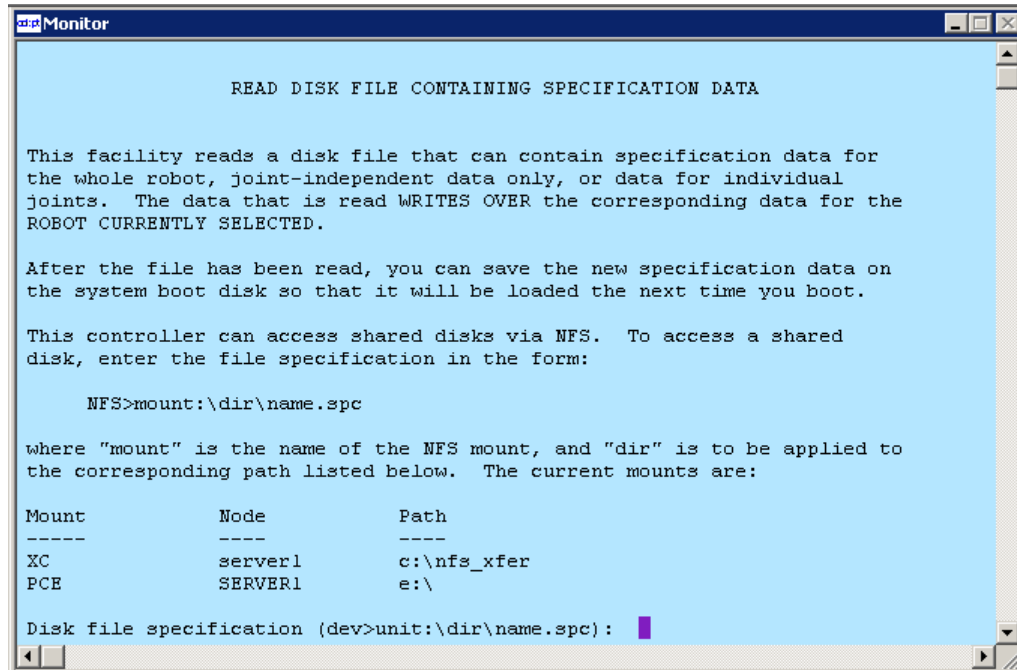 ad:pt Monitor
READ DISK FILE CONTAINING SPECIFICATION DATA
This facility reads a disk file that can contain specification data for
the whole robot, joint-independent data only, or data for individual
joints.  The data that is read WRITES OVER the corresponding data for the
ROBOT CURRENTLY SELECTED.
After the file has been read, you can save the new specification data on
the system boot disk so that it will be loaded the next time you boot.
This controller can access shared disks via NFS.  To access a shared
disk, enter the file specification in the form:
NFS>mount:\dir\name.spc
where "mount" is the name of the NFS mount, and "dir" is to be applied to
the corresponding path listed below.  The current mounts are:
Mount Node Path
----- ---- ----
XC server1 c:\nfs_xfer
PCE SERVER1 e:\
Disk file specification (dev>unit:\dir\name.spc):